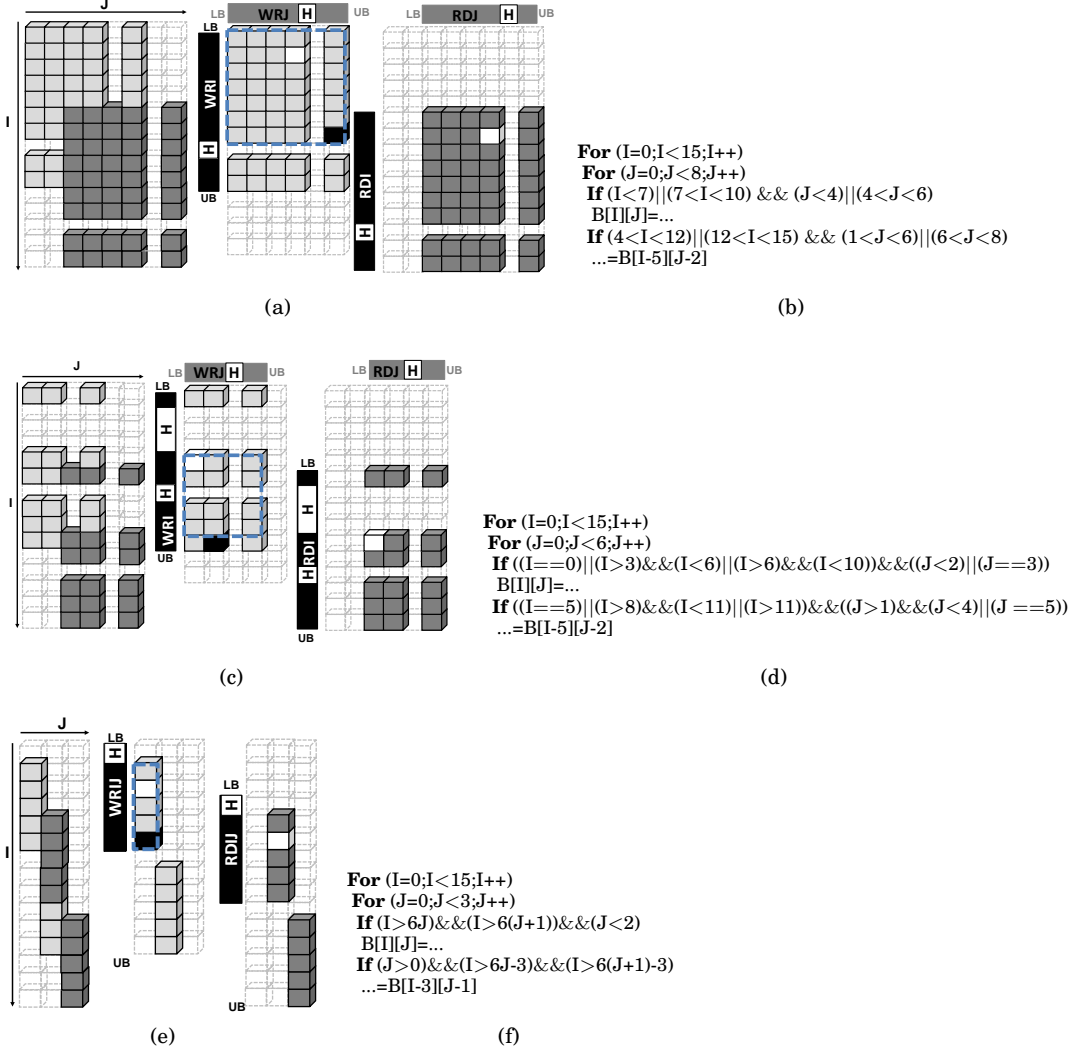 J
LB WRJ H UB
LB
I
WRI
H
UB
RDI
H
LB RDJ H UB
For (I=0;I<15;I++)
For (J=0;J<8;J++)
If (I<7)||(7<I<10) && (J<4)||(4<J<6)
B[I][J]=...
If (4<I<12)||(12<I<15) && (1<J<6)||(6<J<8)
...=B[I-5][J-2]
(a)
(b)
J
LB WRJ H UB
LB
I
H
H
WRI
UB
LB RDJ H UB
LB
H
RDI
H
UB
For (I=0;I<15;I++)
For (J=0;J<6;J++)
If ((I==0)||(I>3)&&(I<6)||(I>6)&&(I<10))&&((J<2)||(J==3))
B[I][J]=...
If ((I==5)||(I>8)&&(I<11)||(I>11))&&((J>1)&&(J<4)||(J ==5))
...=B[I-5][J-2]
(c)
(d)
J
LB
I
H
WRIJ
UB
LB
H
RDIJ
UB
For (I=0;I<15;I++)
For (J=0;J<3;J++)
If (I>6J)&&(I>6(J+1))&&(J<2)
B[I][J]=...
If (J>0)&&(I>6J-3)&&(I>6(J+1)-3)
...=B[I-3][J-1]
(e)
(f)